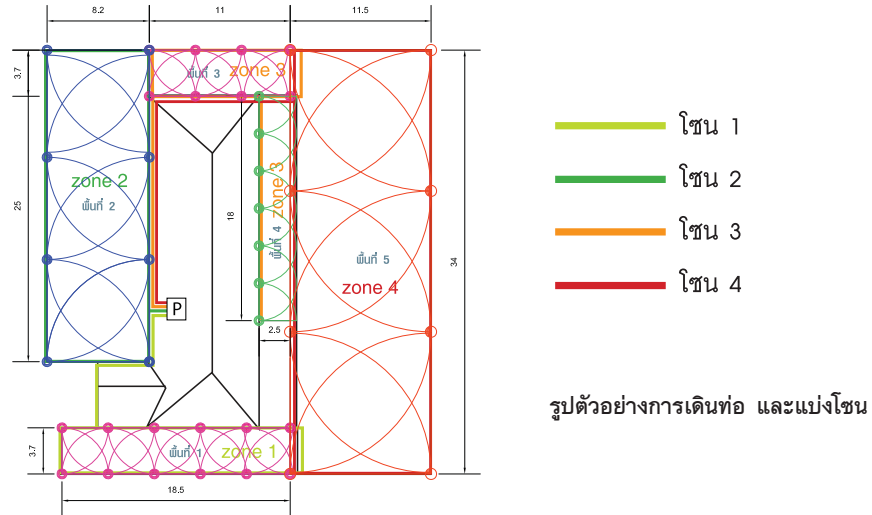 8.2
11
11.5
3.7
พื้นที่ 3
zone 3
โซน 1
zone 2
พื้นที่ 2
zone 3
พื้นที่ 4
25
18
โซน 2
โซน 3
พื้นที่ 5
zone 4
34
โซน 4
P
2.5
รูปตัวอย่างการเดินท่อ และแบ่งโซน
3.7
พื้นที่ 1
zone 1
18.5